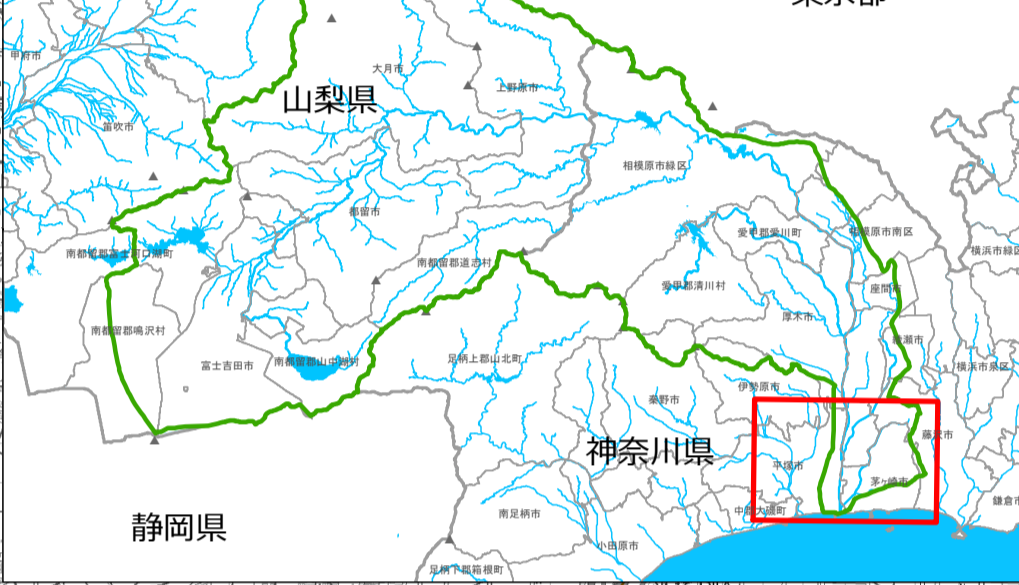 東京都
甲府市
大月市
上野原市
山梨県
笛吹市
相模原市緑区
都留市
愛甲郡愛川町
相模原市南区
横浜市緑区
南都留郡富士河口湖町
南都留郡道志村
愛甲郡清川村
座間市
厚木市
南都留郡鳴沢村
綾瀬市
富士吉田市
南都留郡山中湖村
足柄上郡山北町
横浜市泉区
伊勢原市
秦野市
藤沢市
神奈川県
平塚市
茅ヶ崎市
鎌倉市
中郡大磯町
南足柄市
静岡県
小田原市
足柄下郡箱根町